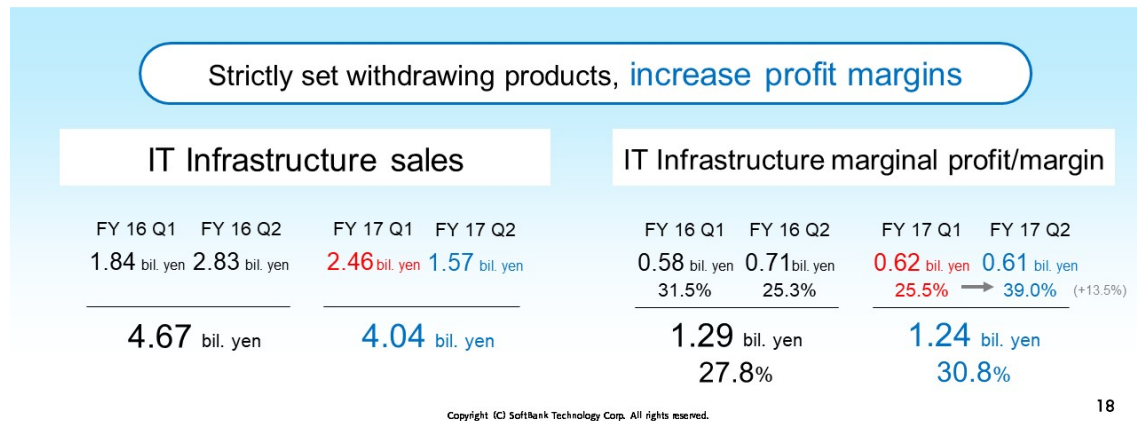 Strictly set withdrawing products, increase profit margins
IT Infrastructure sales
FY 16 Q1 FY 16 Q2 FY 17 Q1 FY 17 Q2
1.84 bil. yen 2.83 bil. yen 2.46 bil. yen 1.57 bil. yen
4.67 bil. yen 4.04 bil. yen
IT Infrastructure marginal profit/margin
FY 16 Q1 FY 16 Q2 FY 17 Q1 FY 17 Q2
0.58 bil. yen 0.71 bil. yen 0.62 bil. yen 0.61 bil. yen
31.5% 25.3% 25.5% → 39.0% (+13.5%)
1.29 bil. yen 1.24 bil. yen
27.8% 30.8%
Copyright (C) SoftBank Technology Corp. All rights reserved.
18